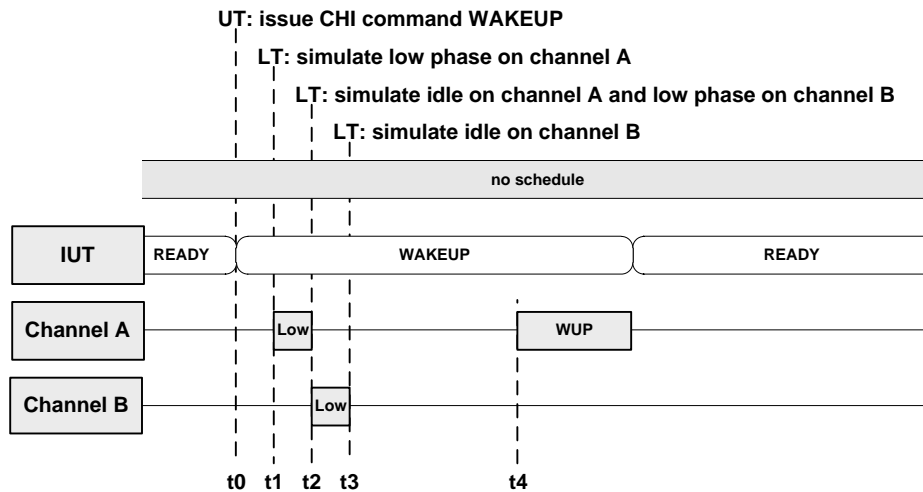 UT: issue CHI command WAKEUP
LT: simulate low phase on channel A
LT: simulate idle on channel A and low phase on channel B
LT: simulate idle on channel B
no schedule
IUT READY WAKEUP READY
Channel A Low WUP
Channel B Low
t0 t1 t2 t3 t4